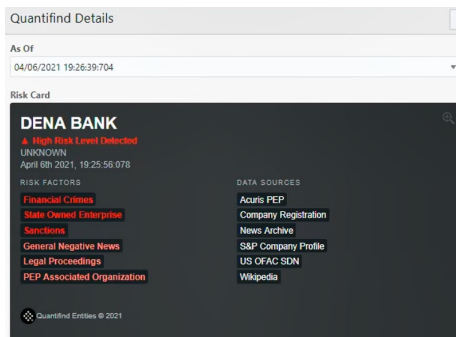 Quantifind Details
As Of
04/06/2021 19:26:39:704
Risk Card
DENA BANK
▲ High Risk Level Detected
UNKNOWN
April 6th 2021, 19:25:56:078
RISK FACTORS
Financial Crimes
State Owned Enterprise
Sanctions
General Negative News
Legal Proceedings
PEP Associated Organization
DATA SOURCES
Acuris PEP
Company Registration
News Archive
S&P Company Profile
US OFAC SDN
Wikipedia
Quantifind Entities © 2021